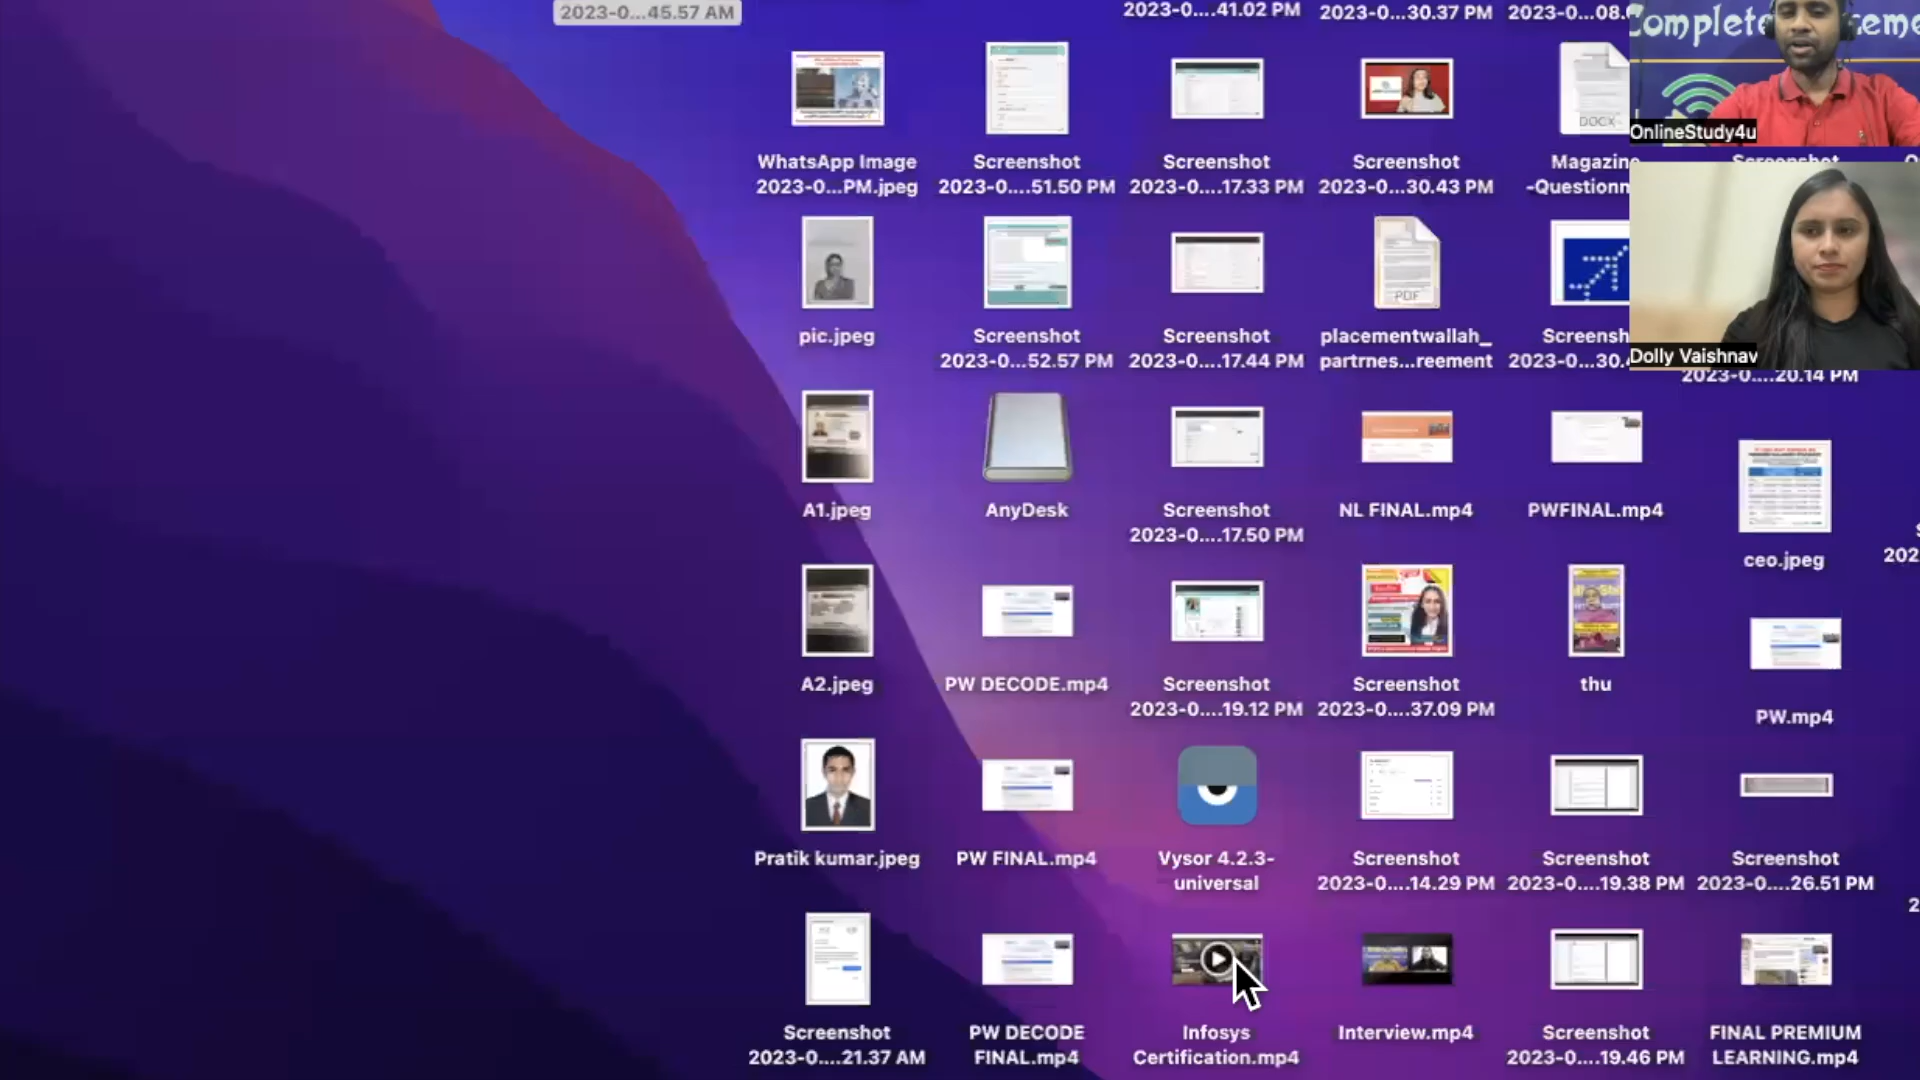 2023-0...45.57 AM
2023-0....41.02 PM
2023-0...30.37 PM
2023-0...08.
Complete
OnlineStudy4u
WhatsApp Image
2023-0...PM.jpeg
Screenshot
2023-0....51.50 PM
Screenshot
2023-0....17.33 PM
Screenshot
2023-0...30.43 PM
DOCX
Magazine
-Questionn
Screenshot
Dolly Vaishnav
pic.jpeg
Screenshot
2023-0...52.57 PM
Screenshot
2023-0....17.44 PM
PDF
placementwallah_
partrnes...reement
Screensh
2023-0...30.
2023-0....20.14 PM
A1.jpeg
AnyDesk
Screenshot
2023-0....17.50 PM
NL FINAL.mp4
PWFINAL.mp4
ceo.jpeg
202
A2.jpeg
PW DECODE.mp4
Screenshot
2023-0....19.12 PM
Screenshot
2023-0....37.09 PM
thu
PW.mp4
Pratik kumar.jpeg
PW FINAL.mp4
Vysor 4.2.3-
universal
Screenshot
2023-0....14.29 PM
Screenshot
2023-0....19.38 PM
Screenshot
2023-0....26.51 PM
2
Screenshot
2023-0....21.37 AM
PW DECODE
FINAL.mp4
Infosys
Certification.mp4
Interview.mp4
Screenshot
2023-0....19.46 PM
FINAL PREMIUM
LEARNING.mp4